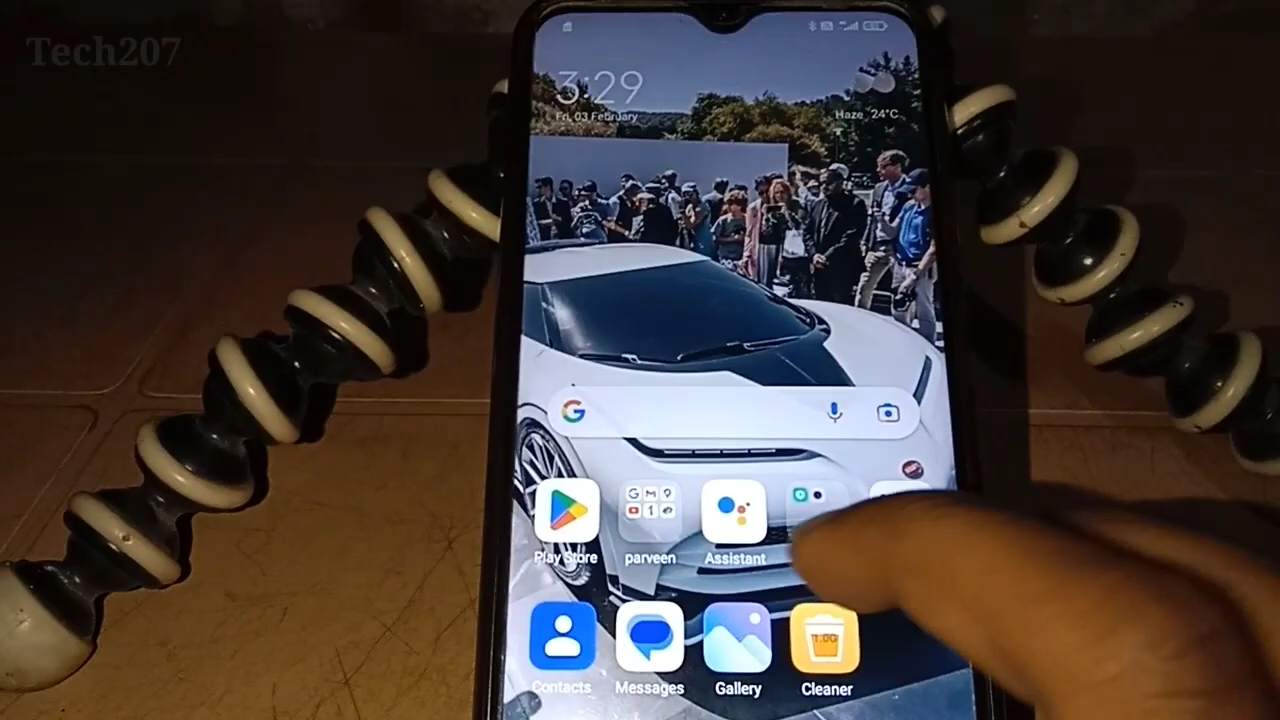 Tech207
3:29
Fri, 03 February
Haze 24°C
Play Store
parveen
Assistant
Contacts
Messages
Gallery
Cleaner